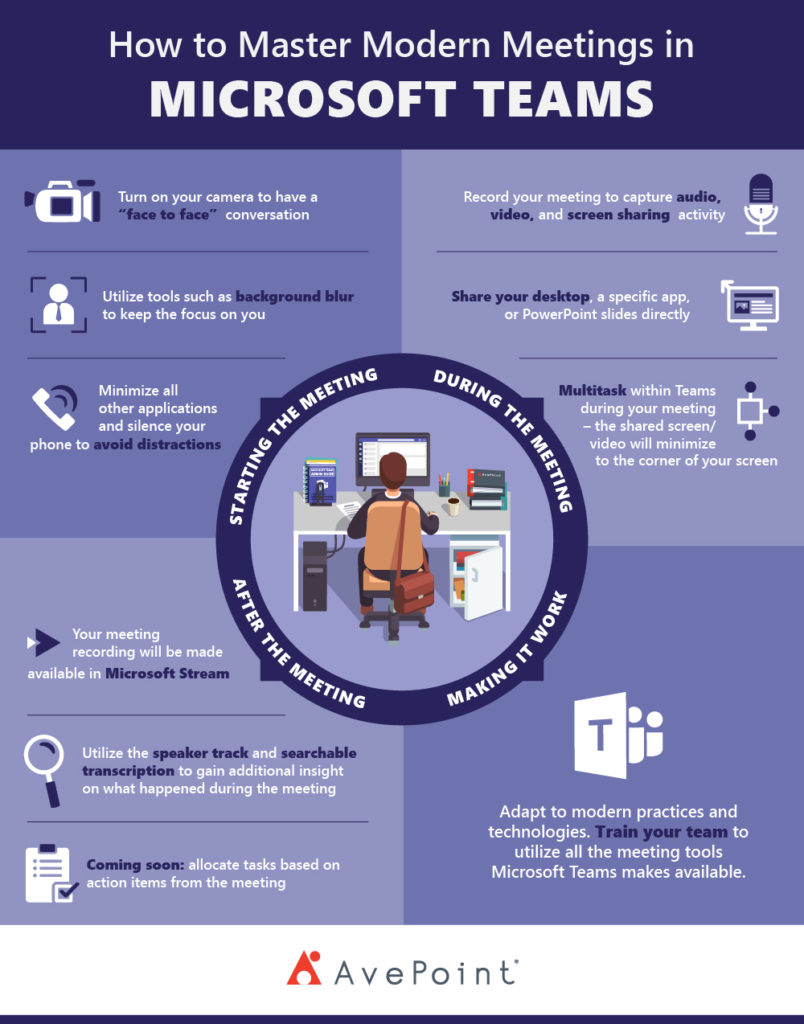 How to Master Modern Meetings in
MICROSOFT TEAMS
STARTING THE MEETING
Turn on your camera to have a
“face to face” conversation
Utilize tools such as background blur
to keep the focus on you
Minimize all
other applications
and silence your
phone to avoid distractions
DURING THE MEETING
Record your meeting to capture audio,
video, and screen sharing activity
Share your desktop, a specific app,
or PowerPoint slides directly
Multitask within Teams
during your meeting
– the shared screen/
video will minimize
to the corner of your screen
AFTER THE MEETING
Your meeting
recording will be made
available in Microsoft Stream
Utilize the speaker track and searchable
transcription to gain additional insight
on what happened during the meeting
Coming soon: allocate tasks based on
action items from the meeting
MAKING IT WORK
T
Adapt to modern practices and
technologies. Train your team to
utilize all the meeting tools
Microsoft Teams makes available.
AvePoint®